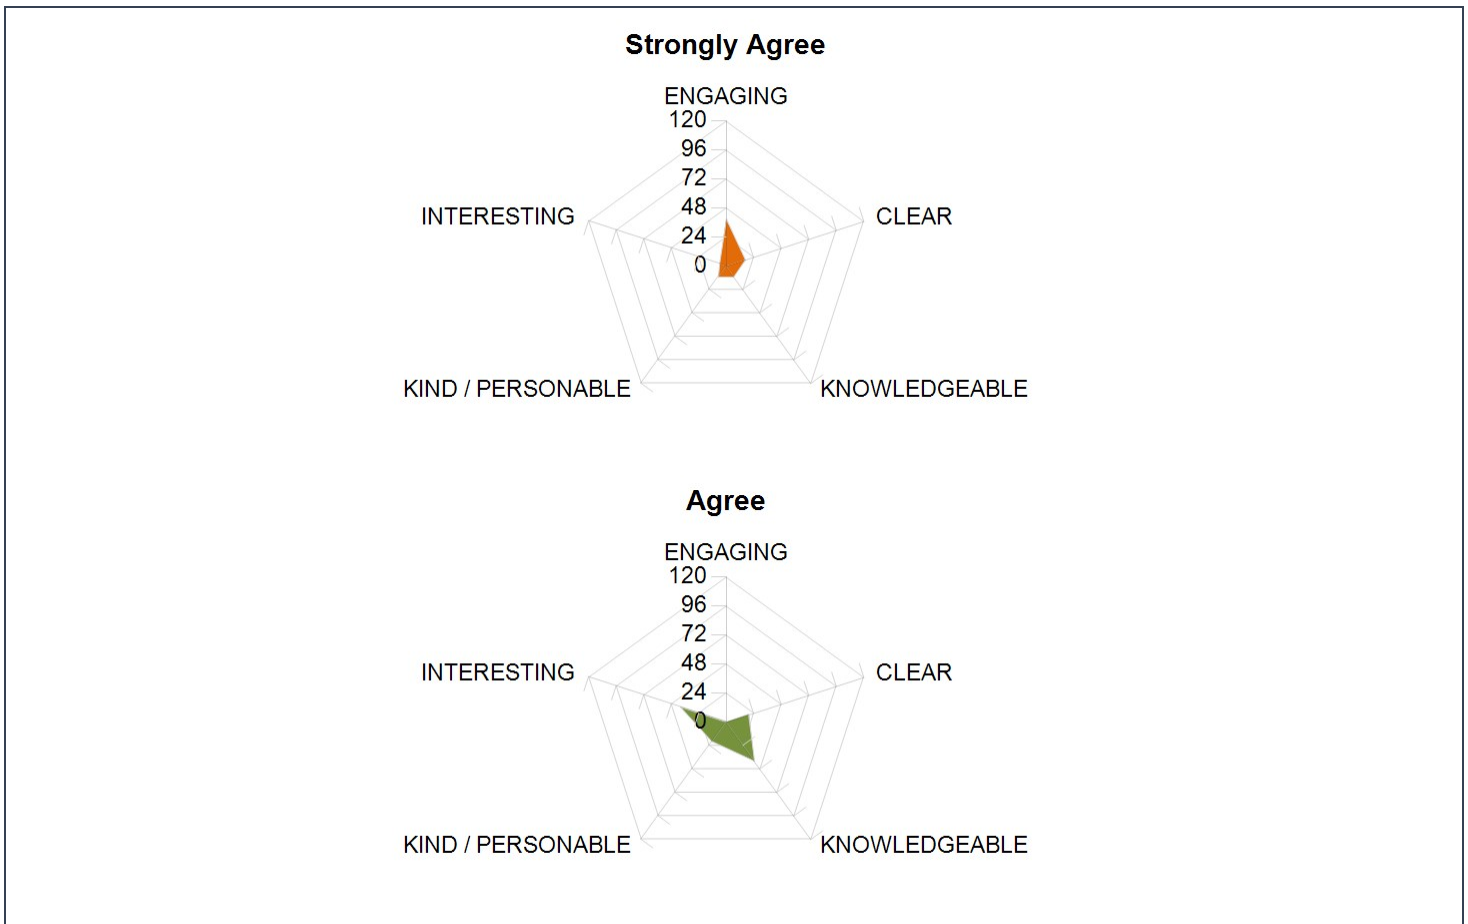 Strongly Agree
ENGAGING
120
96
72
48
24
0
INTERESTING
CLEAR
KIND / PERSONABLE
KNOWLEDGEABLE
Agree
ENGAGING
120
96
72
48
24
0
INTERESTING
CLEAR
KIND / PERSONABLE
KNOWLEDGEABLE